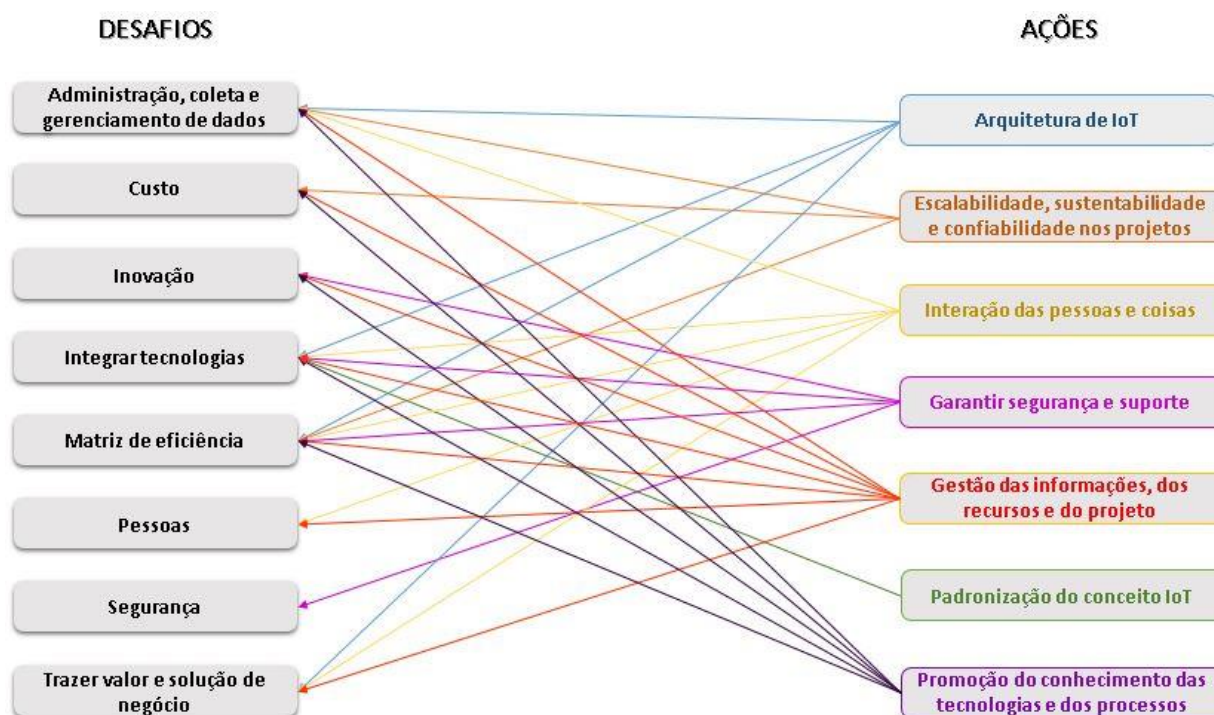 DESAFIOS
Administração, coleta e
gerenciamento de dados
Custo
Inovação
Integrar tecnologias
Matriz de eficiência
Pessoas
Segurança
Trazer valor e solução de
negócio
AÇÕES
Arquitetura de IoT
Escalabilidade, sustentabilidade
e confiabilidade nos projetos
Interação das pessoas e coisas
Garantir segurança e suporte
Gestão das informações, dos
recursos e do projeto
Padronização do conceito IoT
Promoção do conhecimento das
tecnologias e dos processos